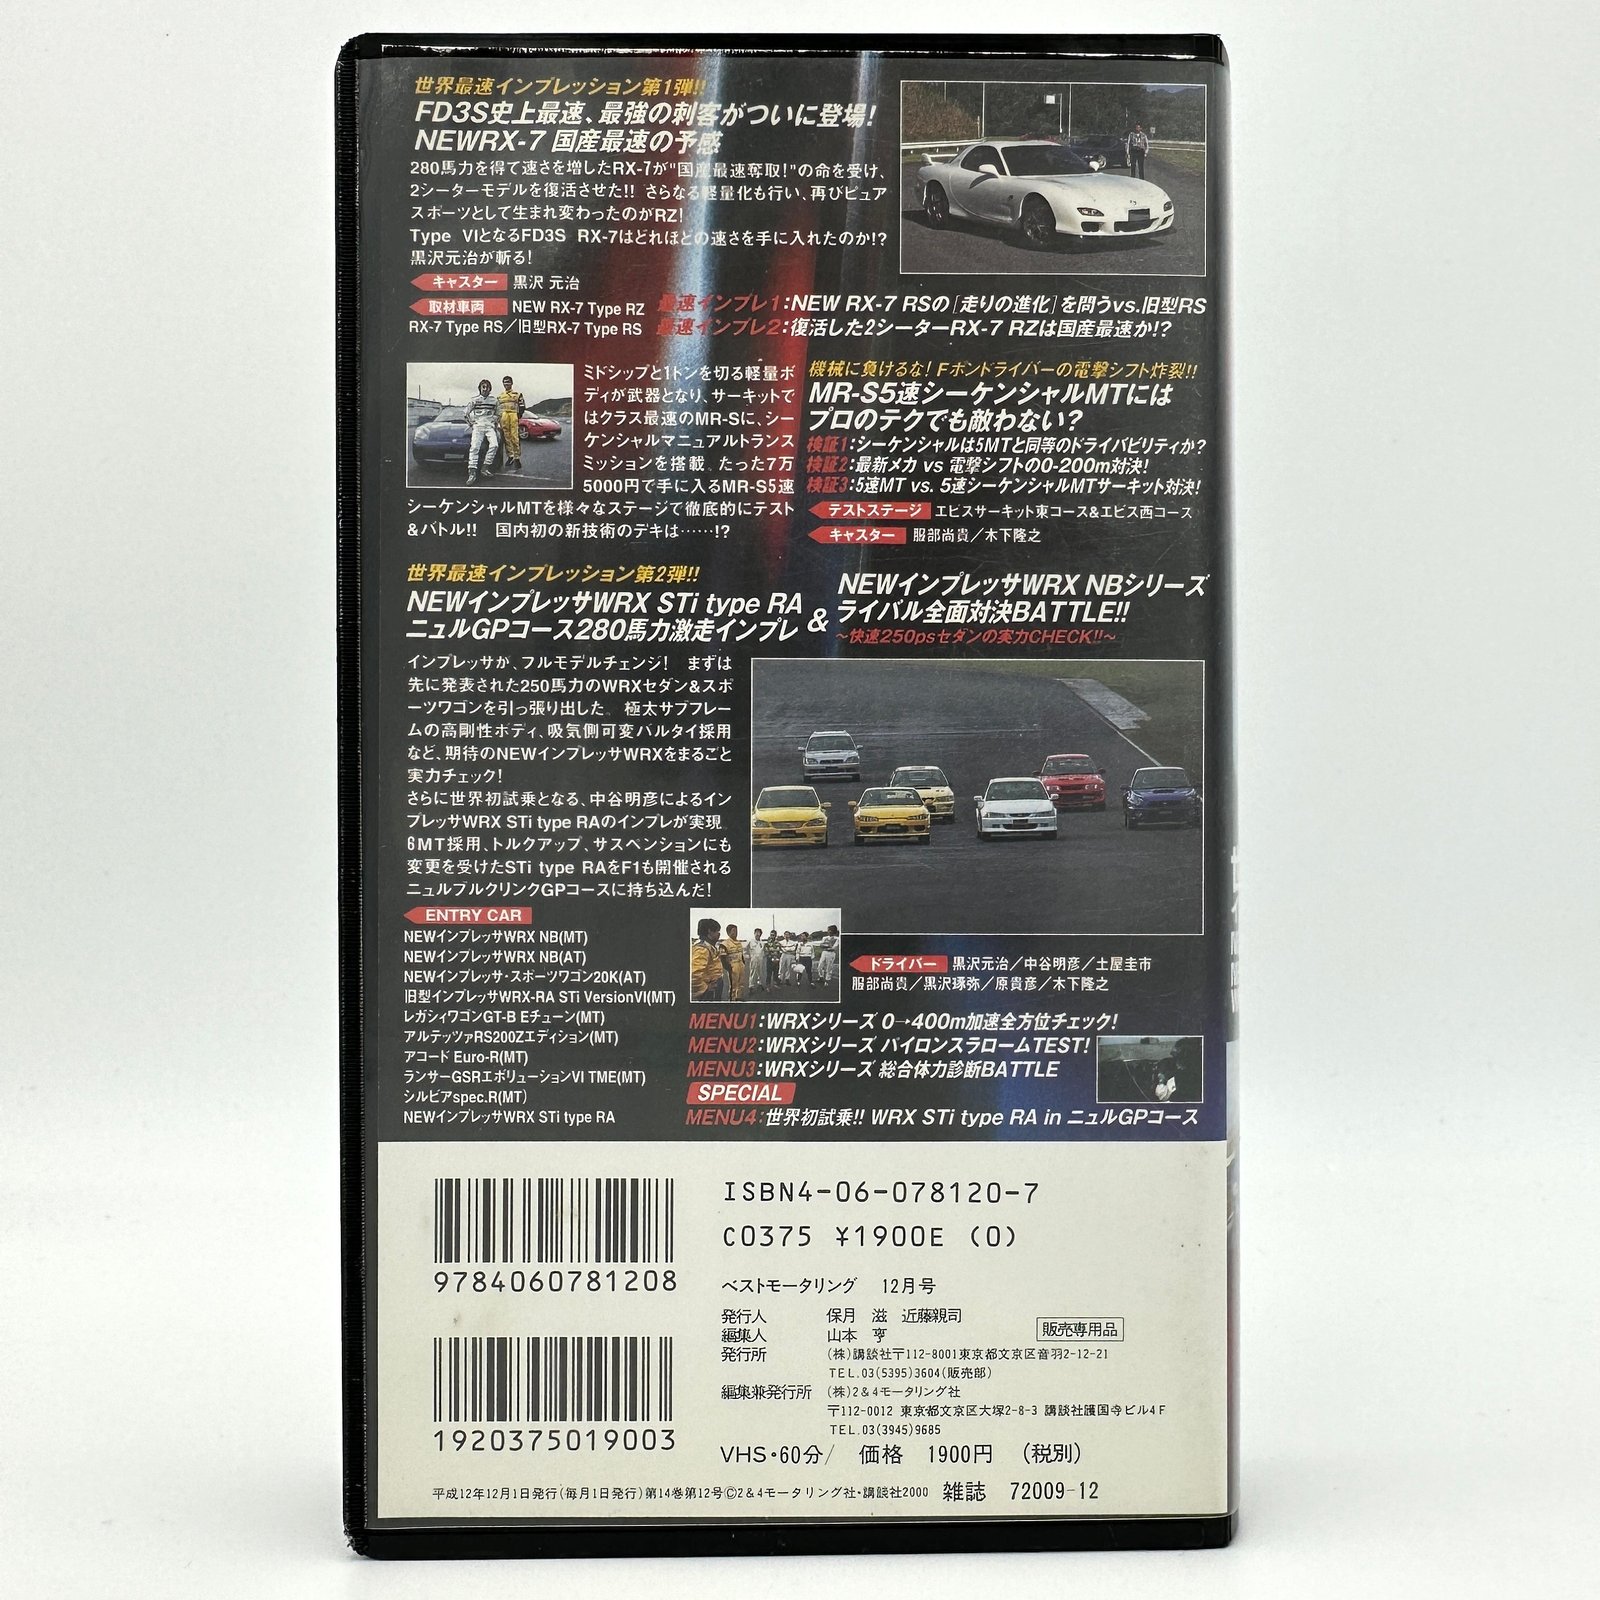 世界最速インプレッション第1弾!!
FD3S史上最速、最強の刺客がついに登場!
NEWRX-7 国産最速の予感
280馬力を得て速さを増したRX-7が"国産最速奪取!"の命を受け、
2シーターモデルを復活させた!! さらなる軽量化も行い、再びピュア
スポーツとして生まれ変わったのがRZ!
Type VIとなるFD3S RX-7はどれほどの速さを手に入れたのか!?
黒沢元治が斬る!
キャスター 黒沢 元治
取材車両 NEW RX-7 Type RZ
RX-7 Type RS/旧型RX-7 Type RS
最速インプレ1:NEW RX-7 RSの[走りの進化]を問うvs.旧型RS
最速インプレ2:復活した2シーターRX-7 RZは国産最速か!?
ミドシップと1トンを切る軽量ボ
ディが武器となり、サーキットで
はクラス最速のMR-Sに、シー
ケンシャルマニュアルトランス
ミッションを搭載。たった7万
5000円で手に入るMR-S5速
シーケンシャルMTを様々なステージで徹底的にテスト
&バトル!! 国内初の新技術のデキは……!?
機械に負けるな! Fポンドライバーの電撃シフト炸裂!!
MR-S5速シーケンシャルMTには
プロのテクでも敵わない?
検証1:シーケンシャルは5MTと同等のドライバビリティか?
検証2:最新メカ vs 電撃シフトの0-200m対決!
検証3:5速MT vs. 5速シーケンシャルMTサーキット対決!
テストステージ エビスサーキット東コース&エビス西コース
キャスター 服部尚貴/木下隆之
世界最速インプレッション第2弾!!
NEWインプレッサWRX STi type RA
ニュルGPコース280馬力激走インプレ
&
NEWインプレッサWRX NBシリーズ
ライバル全面対決BATTLE!!
~快速250psセダンの実力CHECK!!~
インプレッサが、フルモデルチェンジ! まずは
先に発表された250馬力のWRXセダン&スポ
ーツワゴンを引っ張り出した。極太サブフレー
ムの高剛性ボディ、吸気側可変バルタイ採用
など、期待のNEWインプレッサWRXをまるごと
実力チェック!
さらに世界初試乗となる、中谷明彦によるイン
プレッサWRX STi type RAのインプレが実現。
6MT採用、トルクアップ、サスペンションにも
変更を受けたSTi type RAをF1も開催される
ニュルブルクリンクGPコースに持ち込んだ!
ENTRY CAR
NEWインプレッサWRX NB(MT)
NEWインプレッサWRX NB(AT)
NEWインプレッサ・スポーツワゴン20K(AT)
旧型インプレッサWRX-RA STi VersionVI(MT)
レガシィワゴンGT-B Eチューン(MT)
アルテッツァRS200Zエディション(MT)
アコード Euro-R(MT)
ランサーGSRエボリューションVI TME(MT)
シルビアspec.R(MT)
NEWインプレッサWRX STi type RA
ドライバー 黒沢元治/中谷明彦/土屋圭市
服部尚貴/黒沢琢弥/原貴彦/木下隆之
MENU1:WRXシリーズ 0→400m加速全方位チェック!
MENU2:WRXシリーズ パイロンスラロームTEST!
MENU3:WRXシリーズ 総合体力診断BATTLE
SPECIAL
MENU4:世界初試乗!! WRX STi type RA in ニュルGPコース
9784060781208
1920375019003
ISBN4-06-078120-7
C0375 ¥1900E (0)
ベストモータリング 12月号
発行人 保月 滋 近藤親司
編集人 山本 亨
販売専用品
発行所 (株)講談社〒112-8001東京都文京区音羽2-12-21
TEL.03(5395)3604(販売部)
編集兼発行所 (株)2&4モータリング社
〒112-0012 東京都文京区大塚2-8-3 講談社護国寺ビル4F
TEL.03(3945)9685
VHS・60分/ 価格 1900円 (税別)
平成12年12月1日発行(毎月1日発行)第14巻第12号©2&4モータリング社・講談社2000 雑誌 72009-12